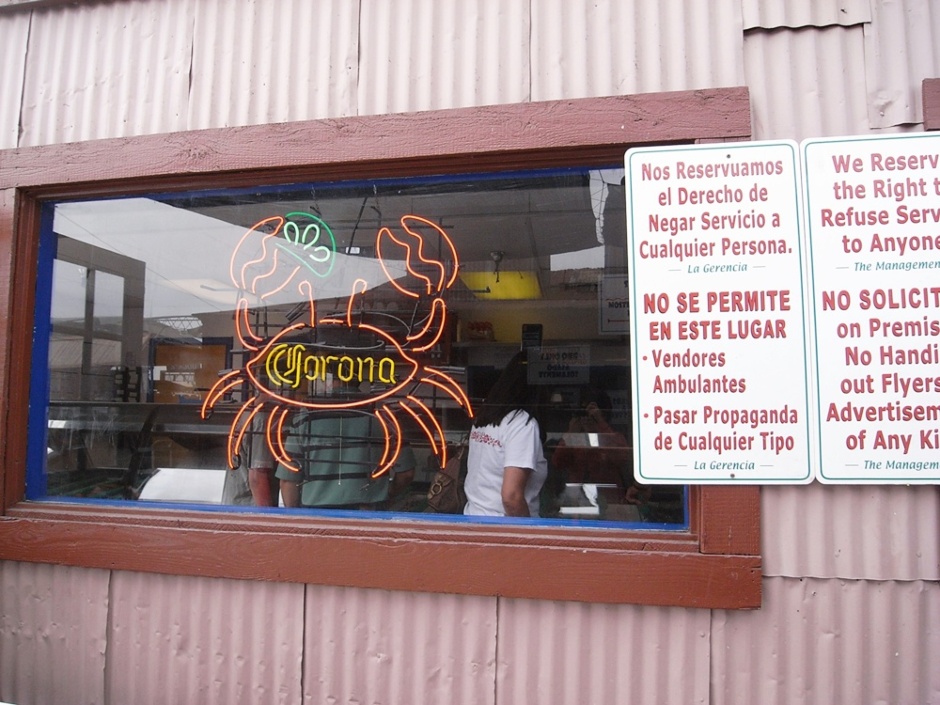 Corona
Nos Reservamos
el Derecho de
Negar Servicio a
Cualquier Persona.
La Gerencia
NO SE PERMITE
EN ESTE LUGAR
• Vendores
Ambulantes
• Pasar Propaganda
de Cualquier Tipo
La Gerencia
We Reserv
the Right t
Refuse Serv
to Anyone
The Management
NO SOLICIT
on Premis
No Handi
out Flyers
Advertisem
of Any Ki
The Managem